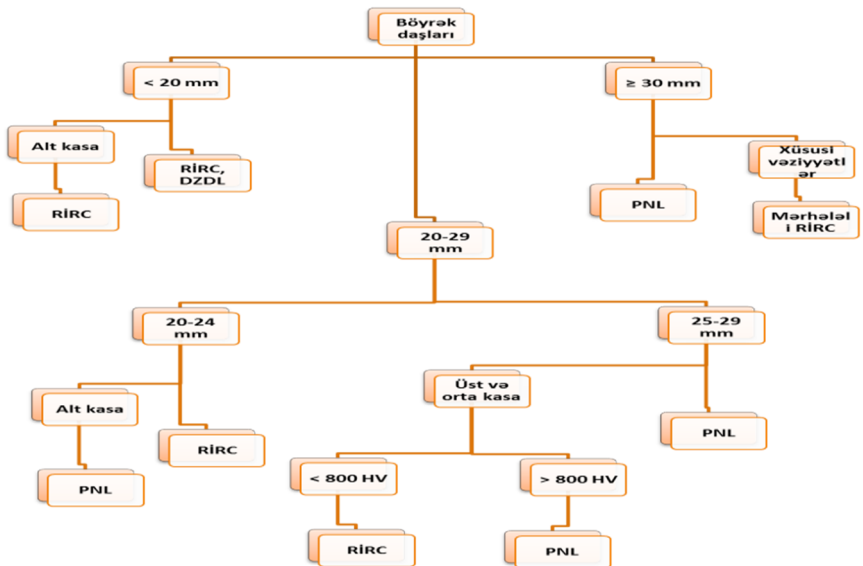 Böyrək
daşları
< 20 mm
≥ 30 mm
Alt kasa
RİRC,
DZDL
RİRC
Xüsusi
vəziyyətl
ər
PNL
Mərhələl
i RİRC
20-29
mm
20-24
mm
25-29
mm
Alt kasa
RİRC
PNL
Üst və
orta kasa
PNL
< 800 HV
> 800 HV
RİRC
PNL